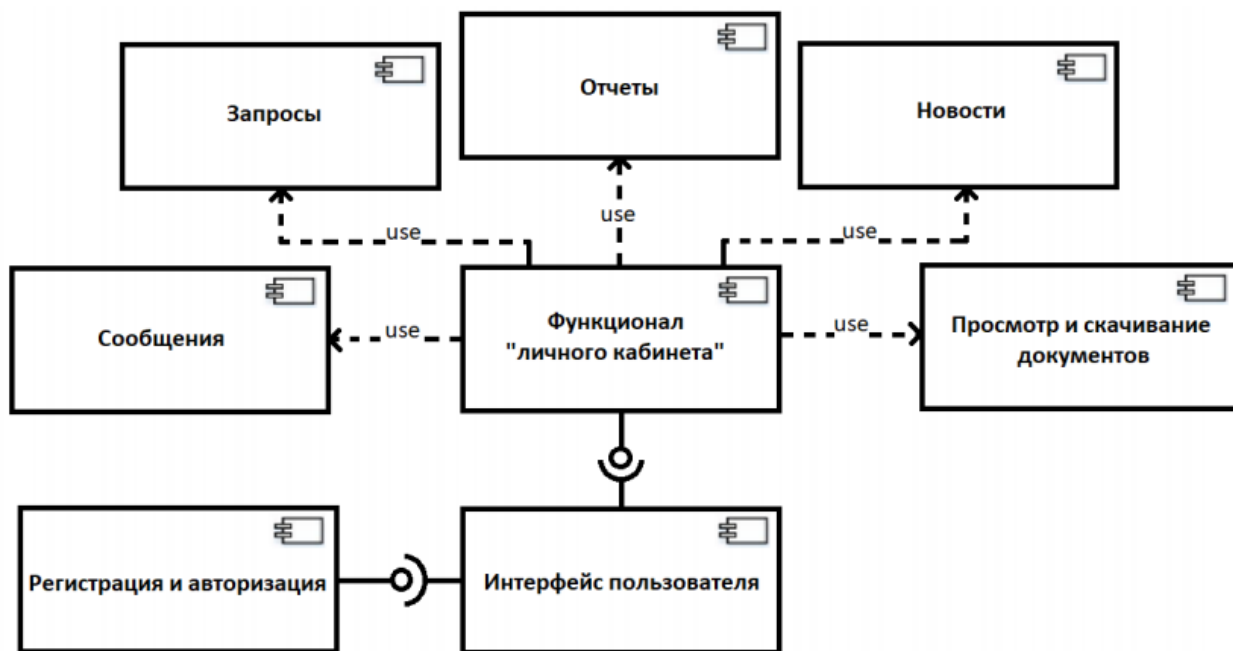 Отчеты
Запросы
Новости
use
use
use
Сообщения
use
Функционал
"личного кабинета"
use
Просмотр и скачивание
документов
Регистрация и авторизация
Интерфейс пользователя